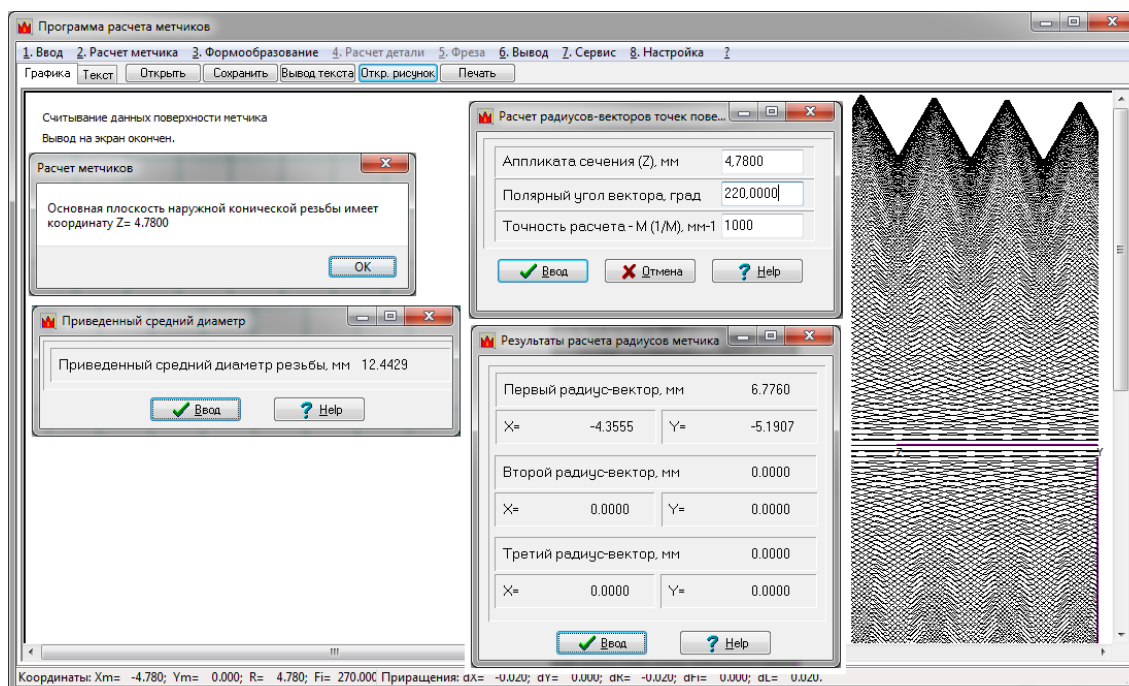 Программа расчета метчиков
1. Ввод 2. Расчет метчика 3. Формообразование 4. Расчет детали 5. Фреза 6. Вывод 7. Сервис 8. Настройка ?
Графика Текст Открыть Сохранить Вывод текста Откр. рисунок Печать
Считывание данных поверхности метчика
Вывод на экран окончен.
Расчет метчиков
Основная плоскость наружной конической резьбы имеет
координату Z= 4.7800
OK
Приведенный средний диаметр
Приведенный средний диаметр резьбы, мм 12.4429
Ввод Help
Расчет радиусов-векторов точек пове...
Аппликата сечения (Z), мм 4,7800
Полярный угол вектора, град 220,0000
Точность расчета - М (1/М), мм-1 1000
Ввод Отмена Help
Результаты расчета радиусов метчика
Первый радиус-вектор, мм 6.7760
X= -4.3555 Y= -5.1907
Второй радиус-вектор, мм 0.0000
X= 0.0000 Y= 0.0000
Третий радиус-вектор, мм 0.0000
X= 0.0000 Y= 0.0000
Ввод Help
Z Y
Координаты: Xm= -4.780; Ym= 0.000; R= 4.780; Fi= 270.000 Приращения: dX= -0.020; dY= 0.000; dR= -0.020; dFi= 0.000; dL= 0.020.